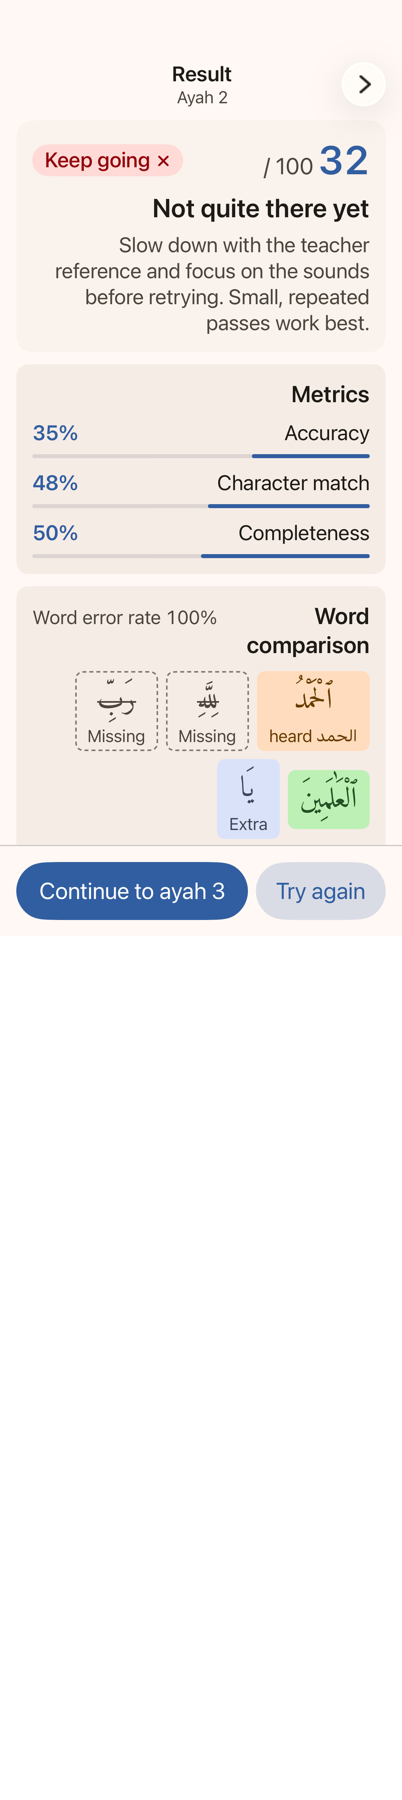 Result
Ayah 2
Keep going ×
/ 100 32
Not quite there yet
Slow down with the teacher
reference and focus on the sounds
before retrying. Small, repeated
passes work best.
Metrics
35% Accuracy
48% Character match
50% Completeness
Word error rate 100% Word
comparison
ٱلْحَمْدُ لِلَّهِ رَبِّ
heard الحمد Missing Missing
ٱلْعَٰلَمِينَ يَا
Extra
Continue to ayah 3 Try again